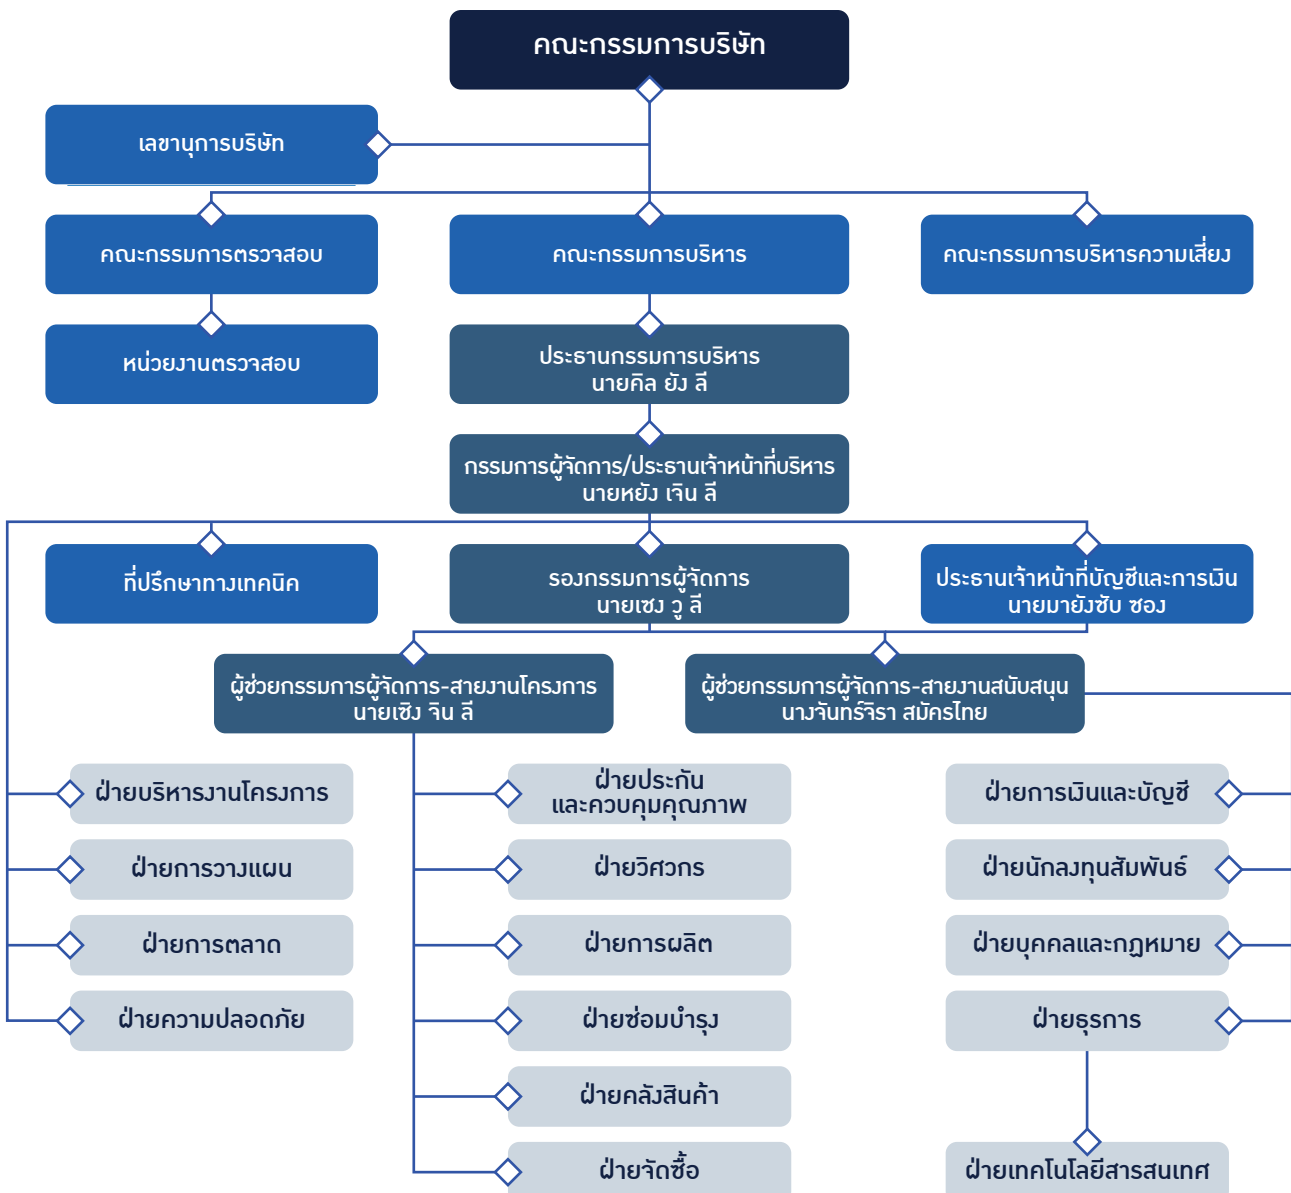 คณะกรรมการบริษัท
เลขานุการบริษัท
คณะกรรมการตรวจสอบ
คณะกรรมการบริหาร
คณะกรรมการบริหารความเสี่ยง
หน่วยงานตรวจสอบ
ประธานกรรมการบริหาร
นายคิล ยัง ลี
กรรมการผู้จัดการ/ประธานเจ้าหน้าที่บริหาร
นายหยัง เจิน ลี
ที่ปรึกษาทางเทคนิค
รองกรรมการผู้จัดการ
นายเซง วู ลี
ประธานเจ้าหน้าที่บัญชีและการเงิน
นายมายังซับ ซอง
ผู้ช่วยกรรมการผู้จัดการ-สายงานโครงการ
นายเชิง จิน ลี
ผู้ช่วยกรรมการผู้จัดการ-สายงานสนับสนุน
นางจันทร์จิรา สมัครไทย
ฝ่ายบริหารงานโครงการ
ฝ่ายประกัน
และควบคุมคุณภาพ
ฝ่ายการเงินและบัญชี
ฝ่ายการวางแผน
ฝ่ายวิศวกร
ฝ่ายนักลงทุนสัมพันธ์
ฝ่ายการตลาด
ฝ่ายการผลิต
ฝ่ายบุคคลและกฎหมาย
ฝ่ายความปลอดภัย
ฝ่ายซ่อมบำรุง
ฝ่ายธุรการ
ฝ่ายคลังสินค้า
ฝ่ายจัดซื้อ
ฝ่ายเทคโนโลยีสารสนเทศ